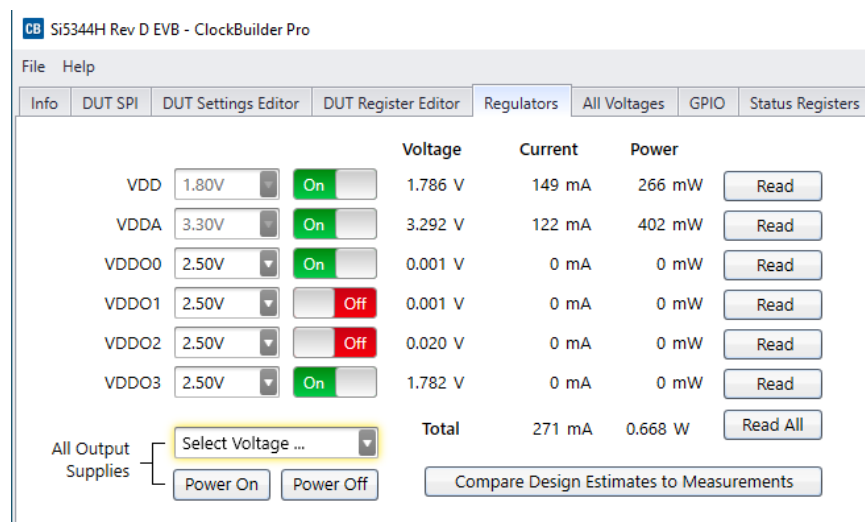 CB Si5344H Rev D EVB - ClockBuilder Pro
File Help
Info DUT SPI DUT Settings Editor DUT Register Editor Regulators All Voltages GPIO Status Registers
Voltage Current Power
VDD 1.80V On 1.786 V 149 mA 266 mW Read
VDDA 3.30V On 3.292 V 122 mA 402 mW Read
VDDO0 2.50V On 0.001 V 0 mA 0 mW Read
VDDO1 2.50V Off 0.001 V 0 mA 0 mW Read
VDDO2 2.50V Off 0.020 V 0 mA 0 mW Read
VDDO3 2.50V On 1.782 V 0 mA 0 mW Read
All Output Supplies Select Voltage ... Total 271 mA 0.668 W Read All
Power On Power Off Compare Design Estimates to Measurements